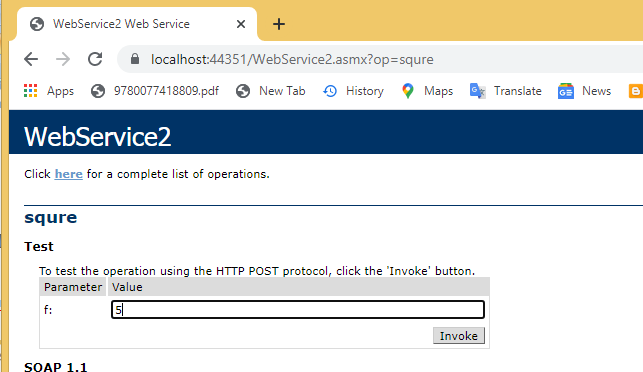 WebService2 Web Service
localhost:44351/WebService2.asmx?op=squre
Apps 9780077418809.pdf New Tab History Maps Translate News
WebService2
Click here for a complete list of operations.
squre
Test
To test the operation using the HTTP POST protocol, click the 'Invoke' button.
Parameter Value
f: 5
Invoke
SOAP 1.1